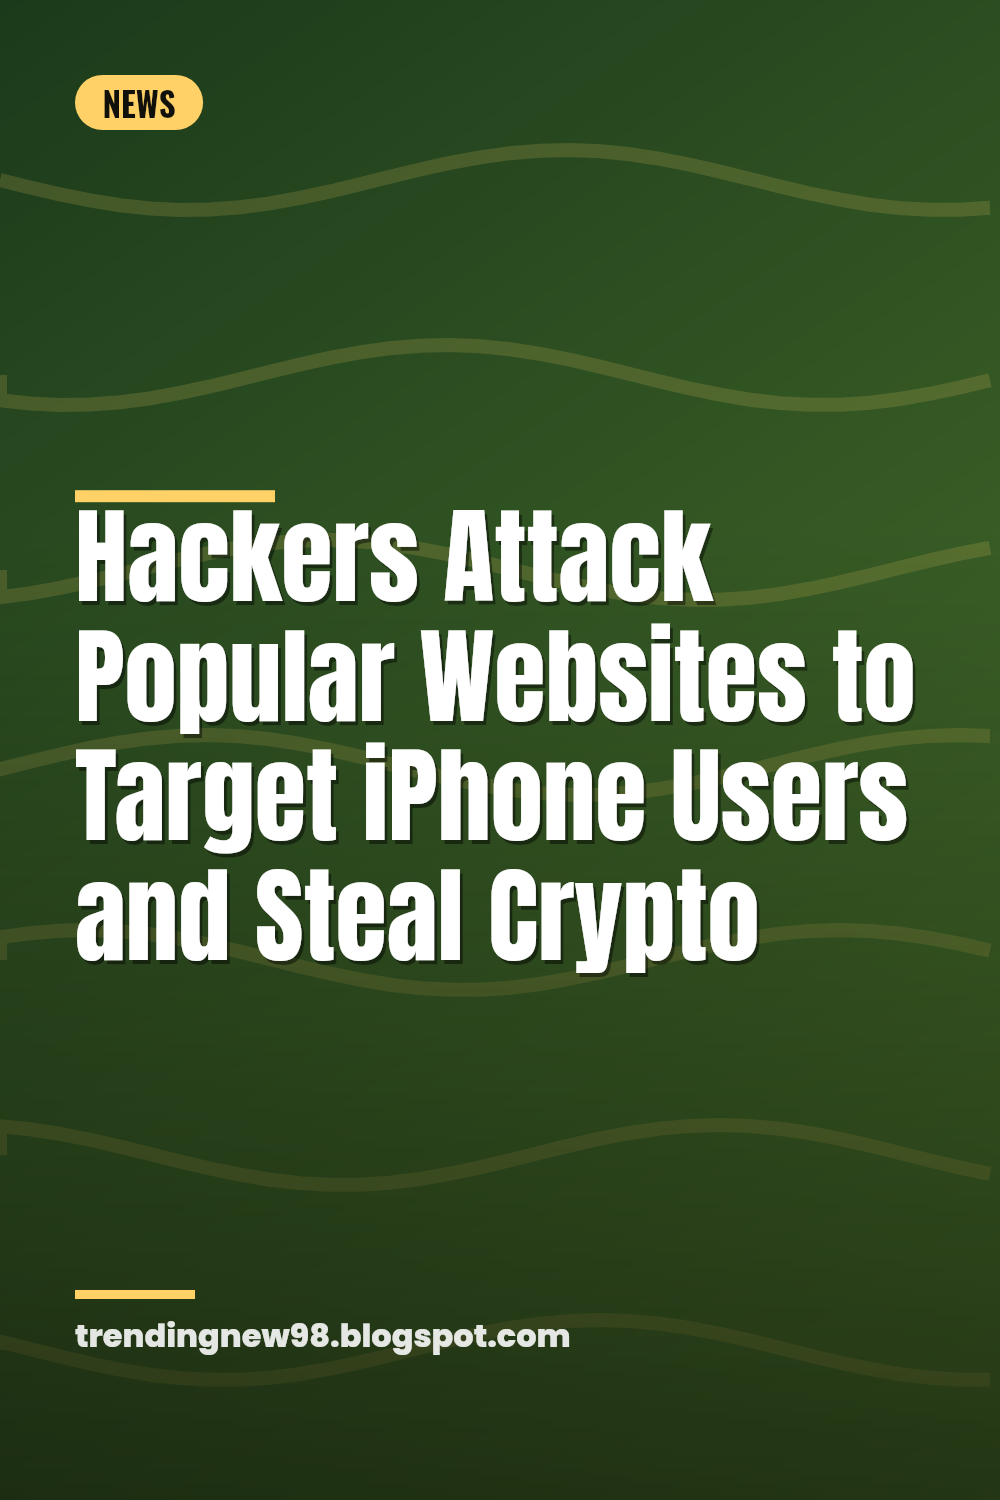 NEWS
Hackers Attack
Popular Websites to
Target iPhone Users
and Steal Crypto
trendingnew98.blogspot.com